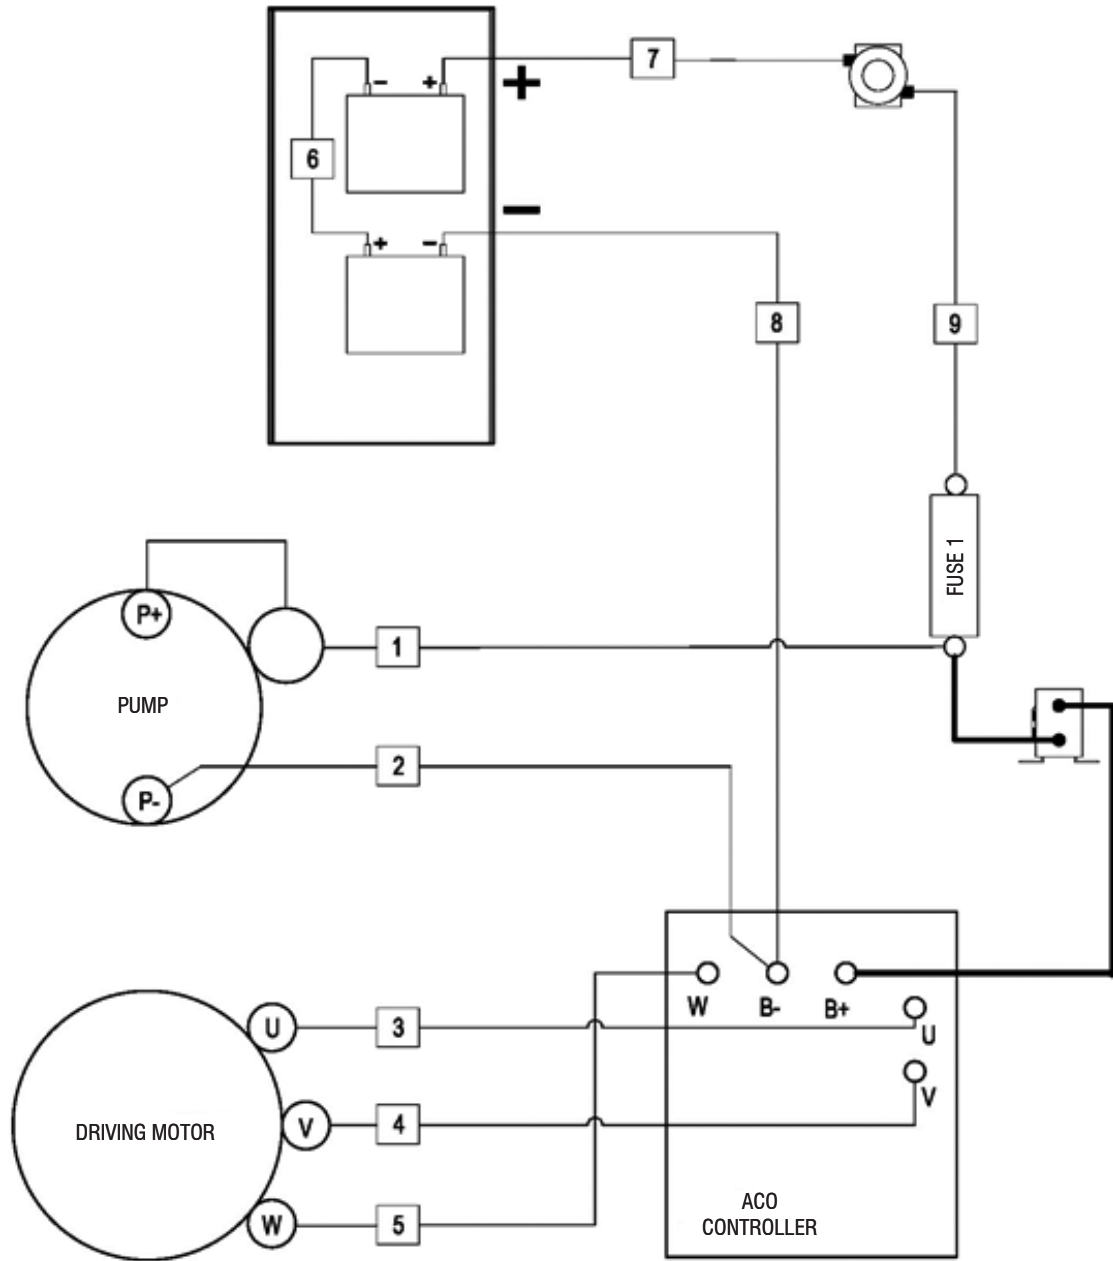 7
−
+
+
6
−
+
−
8
9
FUSE 1
P+
1
PUMP
2
P-
W
B-
B+
U
3
U
V
V
4
DRIVING MOTOR
ACO
CONTROLLER
W
5